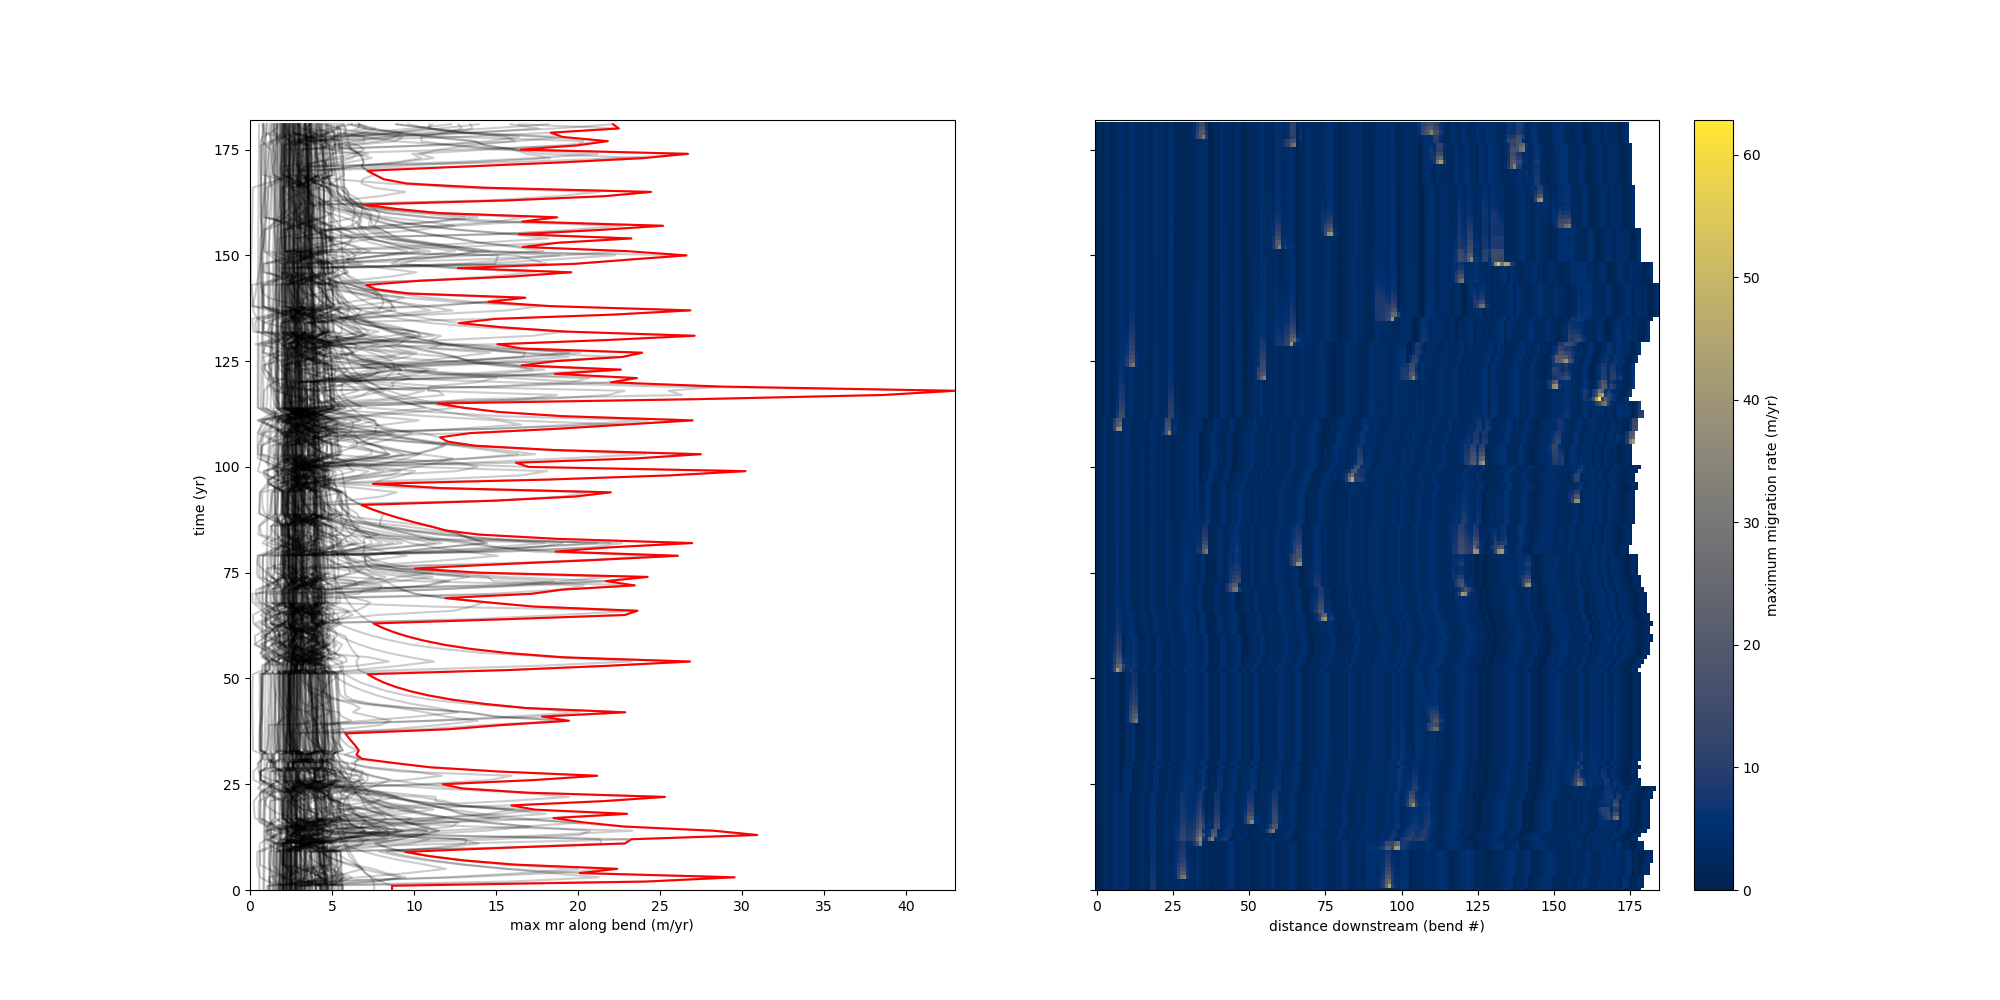 175
150
125
100
75
50
25
0
time (yr)
0 5 10 15 20 25 30 35 40
max mr along bend (m/yr)
0 25 50 75 100 125 150 175
distance downstream (bend #)
60
50
40
30
20
10
0
maximum migration rate (m/yr)